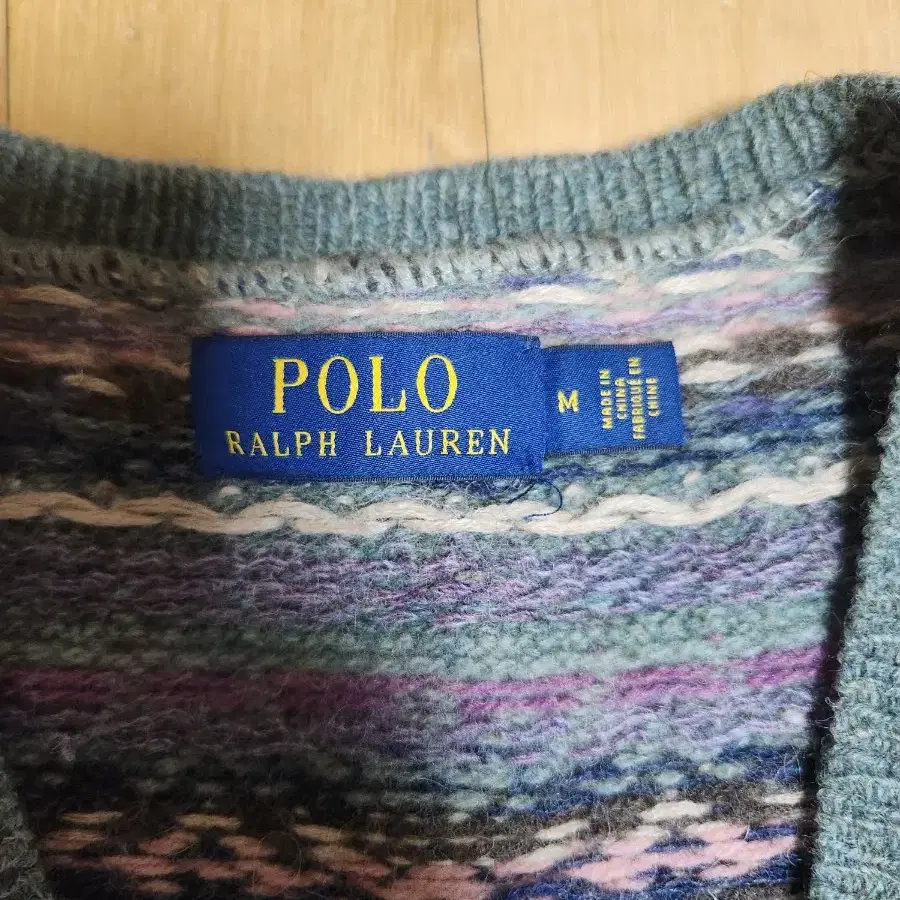 POLO
RALPH LAUREN
M
MADE IN
CHINA
FABRIQUÉ EN
CHINE